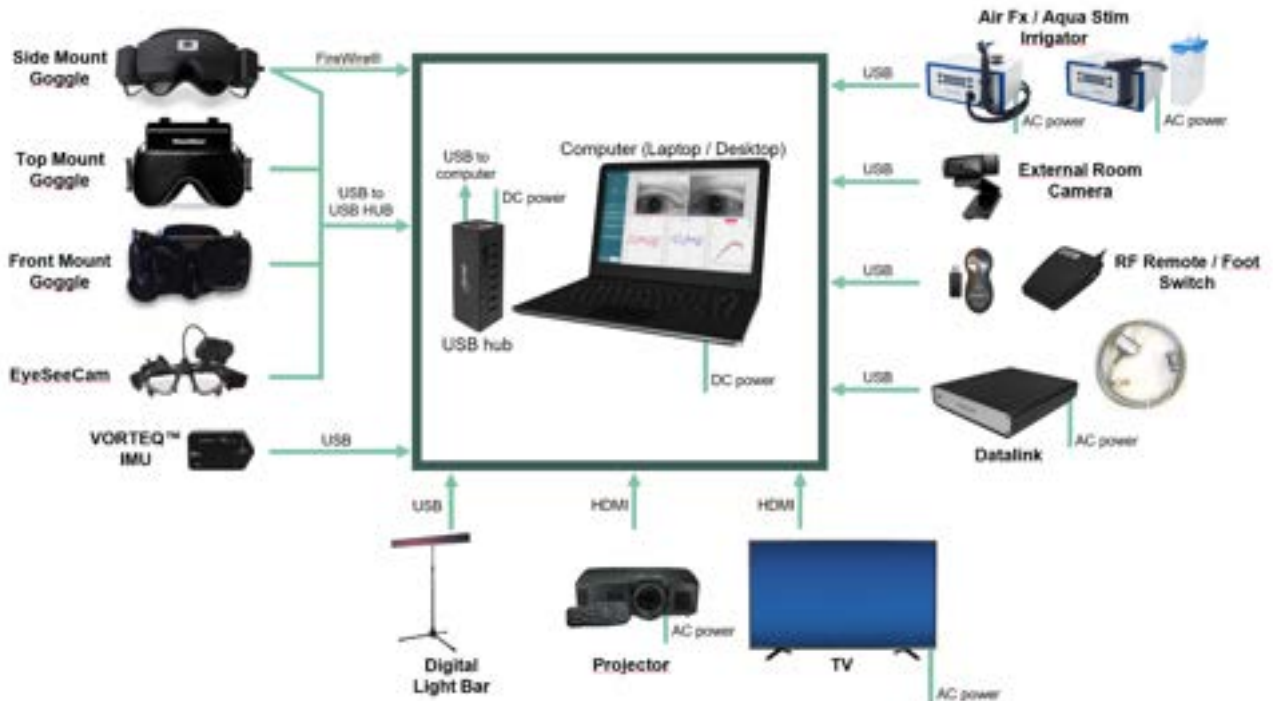 Side Mount
Goggle
FireWire®
Top Mount
Goggle
USB to
USB HUB
Front Mount
Goggle
EyeSeeCam
VORTEQ™
IMU
USB
USB to
computer
DC power
USB hub
Computer (Laptop / Desktop)
DC power
Air Fx / Aqua Stim
Irrigator
USB
AC power
AC power
USB
External Room
Camera
USB
RF Remote / Foot
Switch
USB
Datalink
AC power
USB
Digital
Light Bar
HDMI
AC power
Projector
HDMI
TV
AC power